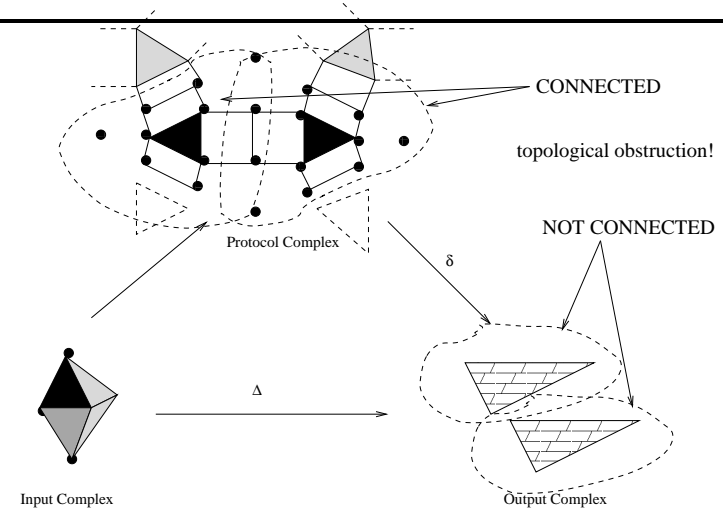 CONNECTED
topological obstruction!
NOT CONNECTED
Protocol Complex
δ
Δ
Input Complex
Output Complex